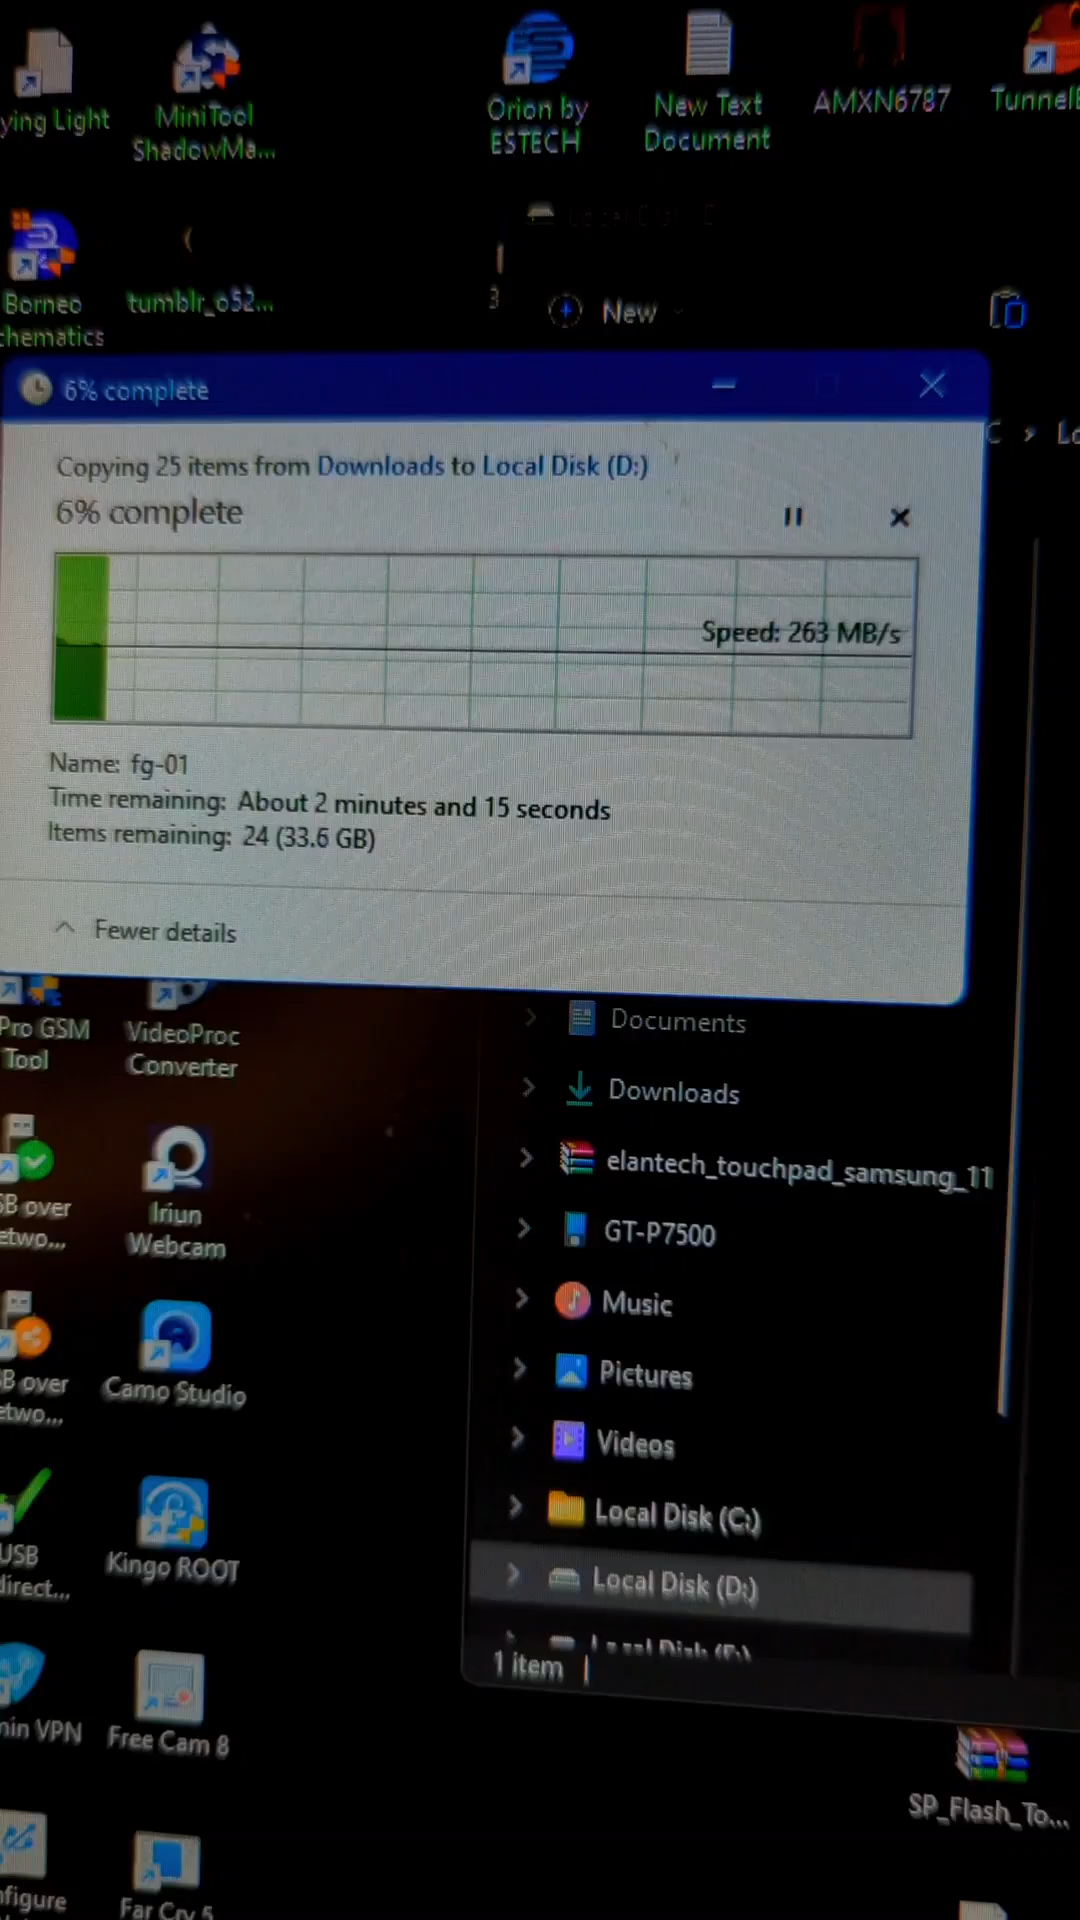 ying Light
MiniTool
ShadowMa...
Orion by
ESTECH
New Text
Document
AMXN6787
Tunnel
Borneo
chematics
tumblr_o52...
3
New
6% complete
Copying 25 items from Downloads to Local Disk (D:)
6% complete
Speed: 263 MB/s
Name: fg-01
Time remaining: About 2 minutes and 15 seconds
Items remaining: 24 (33.6 GB)
Fewer details
Pro GSM
Tool
VideoProc
Converter
Documents
Downloads
elantech_touchpad_samsung_11
GT-P7500
Music
Pictures
Videos
Local Disk (C:)
Local Disk (D:)
1 item
B over
etwo...
Iriun
Webcam
B over
etwo...
Camo Studio
USB
direct...
Kingo ROOT
min VPN
Free Cam 8
nfigure
Far Cry 5
SP_Flash_To...